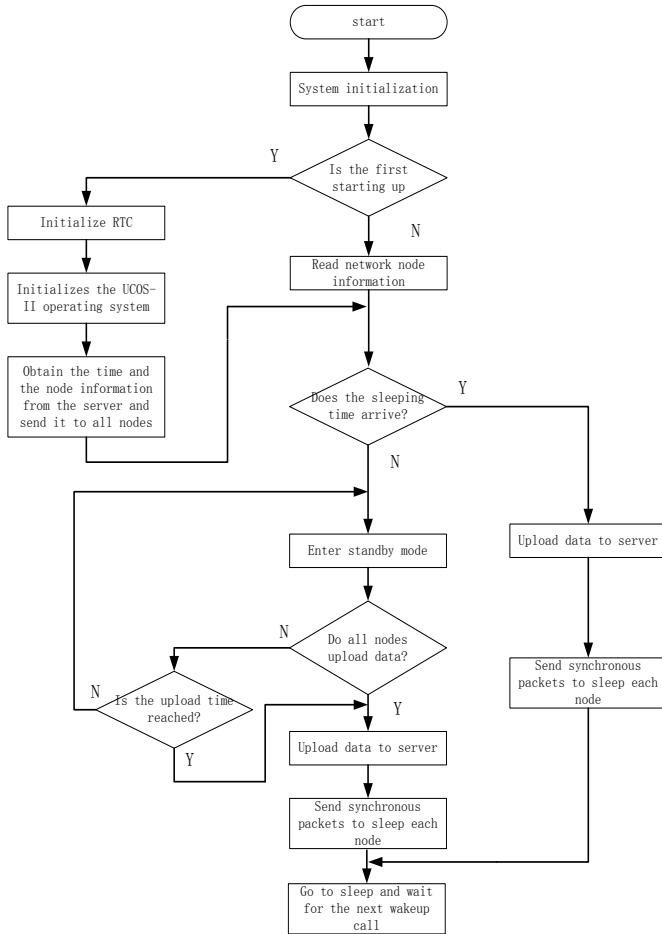 start
System initialization
Y
Is the first
starting up
N
Initialize RTC
Read network node
information
Initializes the UCOS-
II operating system
Obtain the time and
the node information
from the server and
send it to all nodes
Does the sleeping
time arrive?
Y
N
Enter standby mode
Upload data to server
N
Do all nodes
upload data?
Y
N
Is the upload time
reached?
Y
Send synchronous
packets to sleep each
node
Upload data to server
Send synchronous
packets to sleep each
node
Go to sleep and wait
for the next wakeup
call